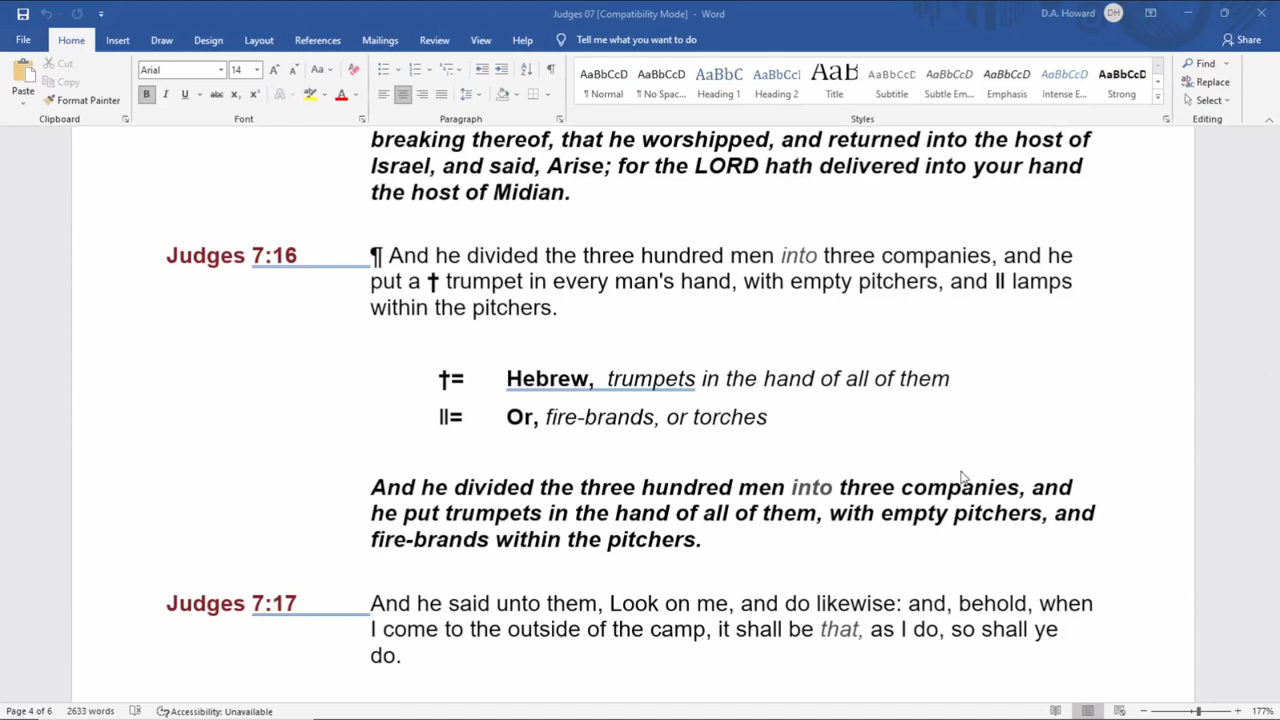 Judges 07 [Compatibility Mode] - Word
D.A. Howard DH
File Home Insert Draw Design Layout References Mailings Review View Help Tell me what you want to do Share
Paste
Cut
Copy
Format Painter
Clipboard
Arial 14
Font
Paragraph
AaBbCcD ¶ Normal
AaBbCcD ¶ No Spac...
AaBbC Heading 1
AaBbCcI Heading 2
AaB Title
AaBbCcD Subtitle
AaBbCcD Subtle Em...
AaBbCcD Emphasis
AaBbCcD Intense E...
AaBbCcD Strong
Styles
Find
Replace
Select
Editing
breaking thereof, that he worshipped, and returned into the host of
Israel, and said, Arise; for the LORD hath delivered into your hand
the host of Midian.
Judges 7:16 ¶ And he divided the three hundred men into three companies, and he
put a † trumpet in every man's hand, with empty pitchers, and ǁ lamps
within the pitchers.
†= Hebrew, trumpets in the hand of all of them
ǁ= Or, fire-brands, or torches
And he divided the three hundred men into three companies, and
he put trumpets in the hand of all of them, with empty pitchers, and
fire-brands within the pitchers.
Judges 7:17 And he said unto them, Look on me, and do likewise: and, behold, when
I come to the outside of the camp, it shall be that, as I do, so shall ye
do.
Page 4 of 6 2633 words Accessibility: Unavailable 177%